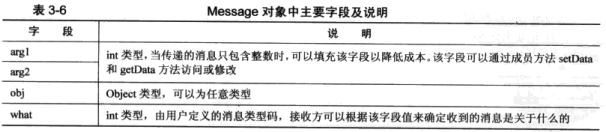 表 3-6 Message 对象中主要字段及说明
字 段 说 明
arg1
arg2
int 类型，当传递的消息只包含整数时，可以填充该字段以降低成本。该字段可以通过成员方法 setData
和 getData 方法访问或修改
obj Object 类型，可以为任意类型
what int 类型，由用户定义的消息类型码，接收方可以根据该字段值来确定收到的消息是关于什么的